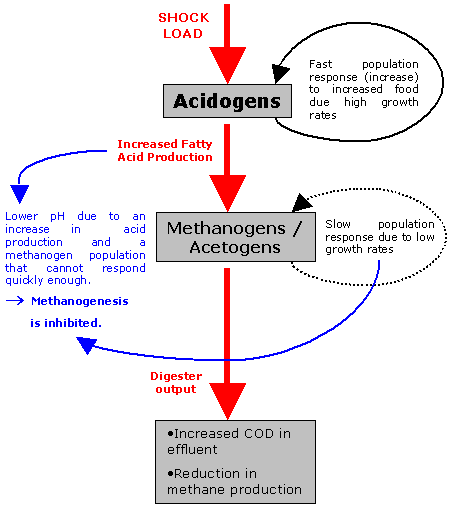 SHOCK
LOAD
Fast population
response (increase)
to increased food
due high growth
rates
Acidogens
Increased Fatty
Acid Production
Lower pH due to an
increase in acid
production and a
methanogen population
that cannot respond
quickly enough.
→ Methanogenesis
is inhibited.
Methanogens /
Acetogens
Slow population
response due to low
growth rates
Digester
output
•Increased COD in
effluent
•Reduction in
methane production